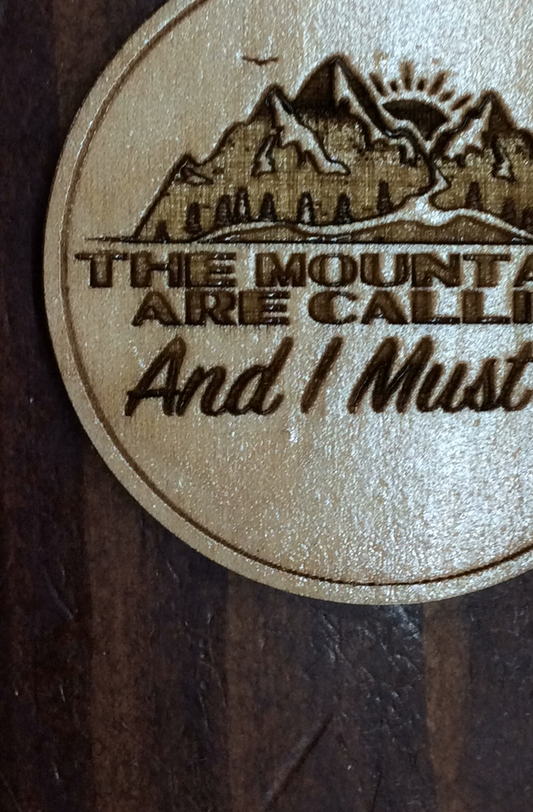 THE MOUNTA
ARE CALLI
And I Must